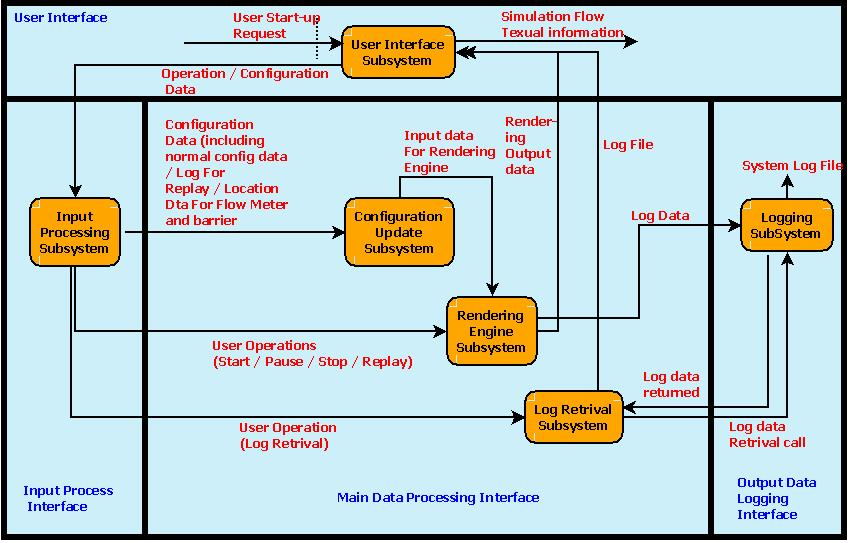 User Interface
User Start-up
Request
Simulation Flow
Texual information
User Interface
Subsystem
Operation / Configuration
Data
Configuration
Data (including
normal config data
/ Log For
Replay / Location
Dta For Flow Meter
and barrier
Input data
For Rendering
Engine
Render-
ing
Output
data
Log File
System Log File
Input
Processing
Subsystem
Configuration
Update
Subsystem
Log Data
Logging
SubSystem
Rendering
Engine
Subsystem
User Operations
(Start / Pause / Stop / Replay)
Log data
returned
Log Retrival
Subsystem
User Operation
(Log Retrival)
Log data
Retrival call
Input Process
Interface
Main Data Processing Interface
Output Data
Logging
Interface